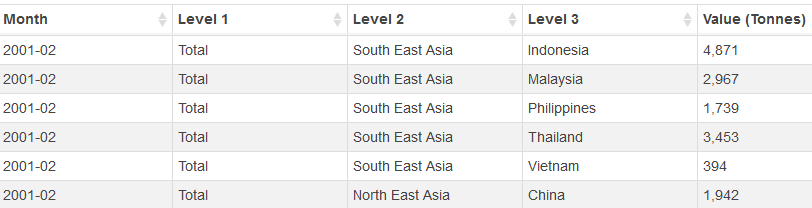 Month Level 1 Level 2 Level 3 Value (Tonnes)
2001-02 Total South East Asia Indonesia 4,871
2001-02 Total South East Asia Malaysia 2,967
2001-02 Total South East Asia Philippines 1,739
2001-02 Total South East Asia Thailand 3,453
2001-02 Total South East Asia Vietnam 394
2001-02 Total North East Asia China 1,942